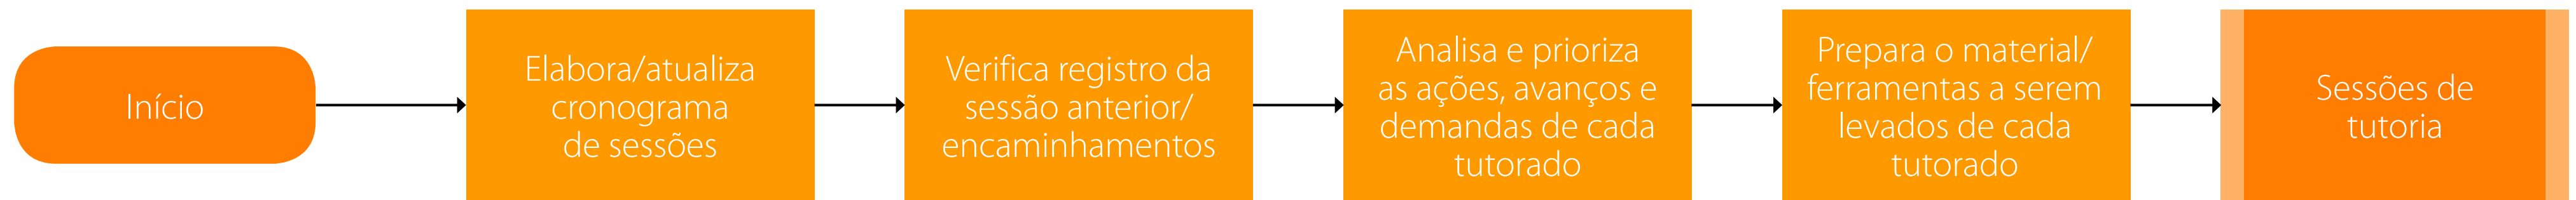 Início
Elabora/atualiza
cronograma
de sessões
Verifica registro da
sessão anterior/
encaminhamentos
Analisa e prioriza
as ações, avanços e
demandas de cada
tutorado
Prepara o material/
ferramentas a serem
levados de cada
tutorado
Sessões de
tutoria